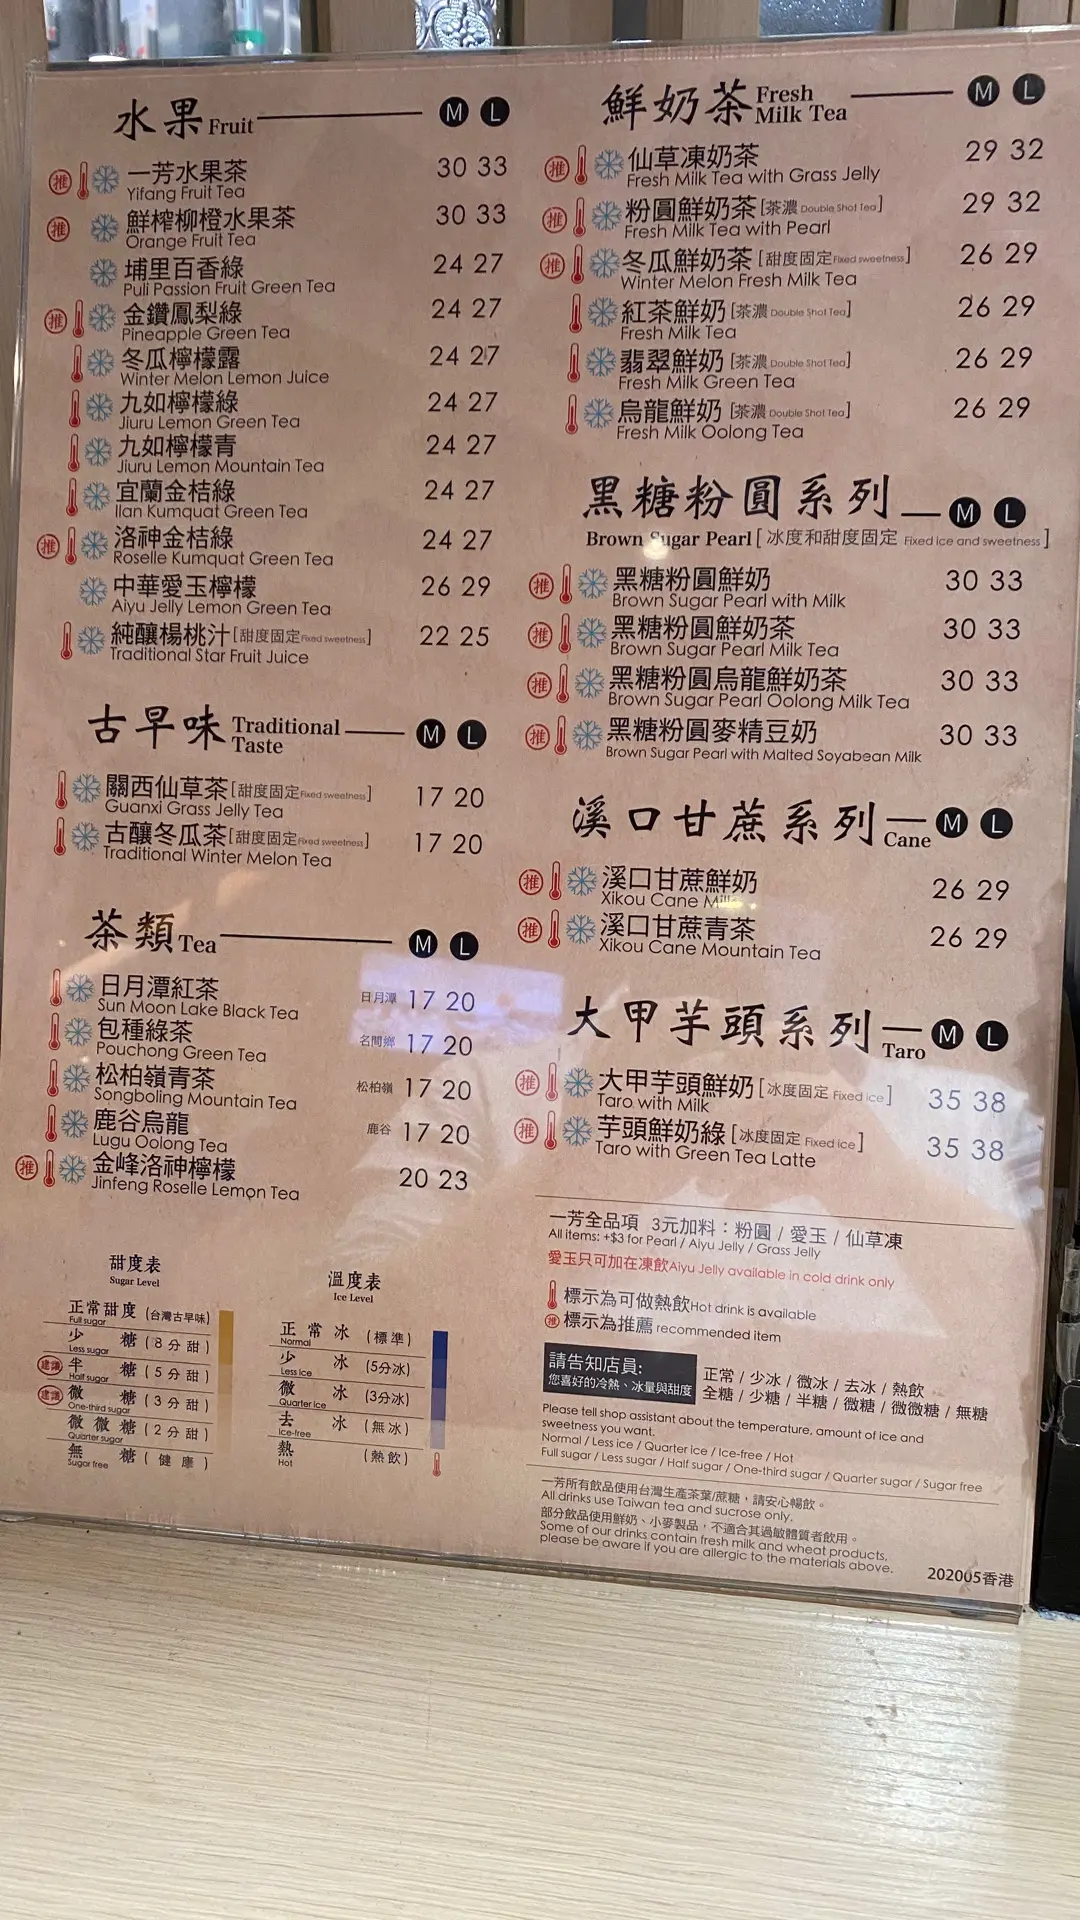 水果 Fruit M L
推 一芳水果茶 30 33
Yifang Fruit Tea
推 鮮榨柳橙水果茶 30 33
Orange Fruit Tea
埔里百香綠 24 27
Puli Passion Fruit Green Tea
推 金鑽鳳梨綠 24 27
Pineapple Green Tea
冬瓜檸檬露 24 27
Winter Melon Lemon Juice
九如檸檬綠 24 27
Jiuru Lemon Green Tea
九如檸檬青 24 27
Jiuru Lemon Mountain Tea
宜蘭金桔綠 24 27
Ilan Kumquat Green Tea
推 洛神金桔綠 24 27
Roselle Kumquat Green Tea
中華愛玉檸檬 26 29
Aiyu Jelly Lemon Green Tea
純釀楊桃汁[甜度固定Fixed sweetness] 22 25
Traditional Star Fruit Juice
古早味 Traditional Taste M L
關西仙草茶[甜度固定Fixed sweetness] 17 20
Guanxi Grass Jelly Tea
古釀冬瓜茶[甜度固定Fixed sweetness] 17 20
Traditional Winter Melon Tea
茶類 Tea M L
日月潭紅茶 日月潭 17 20
Sun Moon Lake Black Tea
包種綠茶 名間鄉 17 20
Pouchong Green Tea
松柏嶺青茶 松柏嶺 17 20
Songboling Mountain Tea
鹿谷烏龍 鹿谷 17 20
Lugu Oolong Tea
推 金峰洛神檸檬 20 23
Jinfeng Roselle Lemon Tea
甜度表
Sugar Level
正常甜度 (台灣古早味)
Full sugar
少糖 (8分甜)
Less sugar
建議 半糖 (5分甜)
Half sugar
建議 微糖 (3分甜)
One-third sugar
微微糖 (2分甜)
Quarter sugar
無糖 (健康)
Sugar free
溫度表
Ice Level
正常冰 (標準)
Normal
少冰 (5分冰)
Less ice
微冰 (3分冰)
Quarter ice
去冰 (無冰)
Ice-free
熱 (熱飲)
Hot
鮮奶茶 Fresh Milk Tea M L
推 仙草凍奶茶 29 32
Fresh Milk Tea with Grass Jelly
推 粉圓鮮奶茶[茶濃 Double Shot Tea] 29 32
Fresh Milk Tea with Pearl
推 冬瓜鮮奶茶[甜度固定Fixed sweetness] 26 29
Winter Melon Fresh Milk Tea
紅茶鮮奶[茶濃 Double Shot Tea] 26 29
Fresh Milk Tea
翡翠鮮奶[茶濃 Double Shot Tea] 26 29
Fresh Milk Green Tea
烏龍鮮奶[茶濃 Double Shot Tea] 26 29
Fresh Milk Oolong Tea
黑糖粉圓系列 M L
Brown Sugar Pearl [冰度和甜度固定 Fixed ice and sweetness]
推 黑糖粉圓鮮奶 30 33
Brown Sugar Pearl with Milk
推 黑糖粉圓鮮奶茶 30 33
Brown Sugar Pearl Milk Tea
推 黑糖粉圓烏龍鮮奶茶 30 33
Brown Sugar Pearl Oolong Milk Tea
推 黑糖粉圓麥精豆奶 30 33
Brown Sugar Pearl with Malted Soyabean Milk
溪口甘蔗系列 Cane M L
推 溪口甘蔗鮮奶 26 29
Xikou Cane Milk
推 溪口甘蔗青茶 26 29
Xikou Cane Mountain Tea
大甲芋頭系列 Taro M L
推 大甲芋頭鮮奶[冰度固定 Fixed ice] 35 38
Taro with Milk
推 芋頭鮮奶綠[冰度固定 Fixed ice] 35 38
Taro with Green Tea Latte
一芳全品項 3元加料：粉圓 / 愛玉 / 仙草凍
All items: +$3 for Pearl / Aiyu Jelly / Grass Jelly
愛玉只可加在凍飲Aiyu Jelly available in cold drink only
標示為可做熱飲Hot drink is available
推 標示為推薦 recommended item
請告知店員:
您喜好的冷熱、冰量與甜度
正常 / 少冰 / 微冰 / 去冰 / 熱飲
全糖 / 少糖 / 半糖 / 微糖 / 微微糖 / 無糖
Please tell shop assistant about the temperature, amount of ice and
sweetness you want.
Normal / Less ice / Quarter ice / Ice-free / Hot
Full sugar / Less sugar / Half sugar / One-third sugar / Quarter sugar / Sugar free
一芳所有飲品使用台灣生產茶葉/蔗糖，請安心暢飲。
All drinks use Taiwan tea and sucrose only.
部分飲品使用鮮奶、小麥製品，不適合其過敏體質者飲用。
Some of our drinks contain fresh milk and wheat products,
please be aware if you are allergic to the materials above.
202005香港